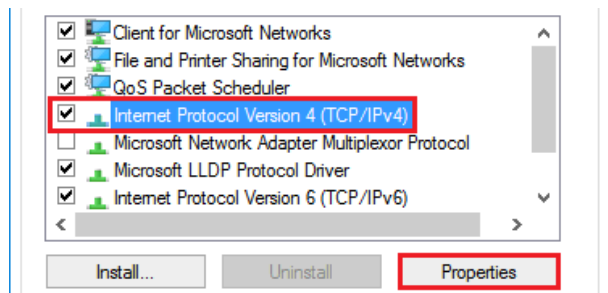 Client for Microsoft Networks
File and Printer Sharing for Microsoft Networks
QoS Packet Scheduler
Internet Protocol Version 4 (TCP/IPv4)
Microsoft Network Adapter Multiplexor Protocol
Microsoft LLDP Protocol Driver
Internet Protocol Version 6 (TCP/IPv6)
Install... Uninstall Properties